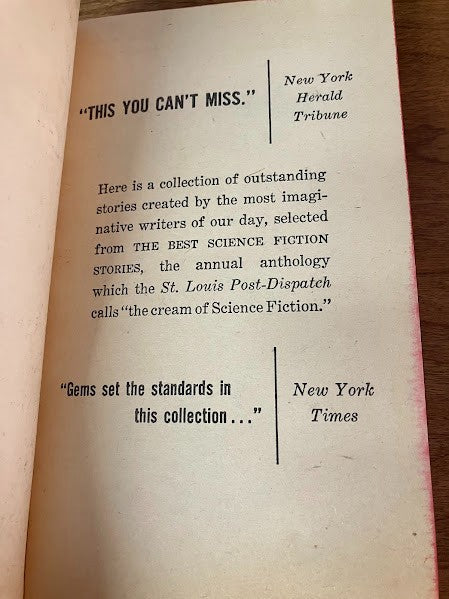 "THIS YOU CAN'T MISS."
New York
Herald
Tribune
Here is a collection of outstanding
stories created by the most imagi-
native writers of our day, selected
from THE BEST SCIENCE FICTION
STORIES, the annual anthology
which the St. Louis Post-Dispatch
calls "the cream of Science Fiction."
"Gems set the standards in
this collection..."
New York
Times